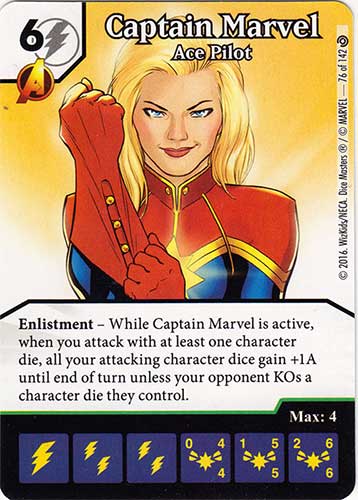 6
Captain Marvel
Ace Pilot
© 2016. WizKids/NECA. Dice Masters ® / © MARVEL — 76 of 142
Enlistment – While Captain Marvel is active,
when you attack with at least one character
die, all your attacking character dice gain +1A
until end of turn unless your opponent KOs a
character die they control.
Max: 4
0 4 4 1 5 5 2 6 6